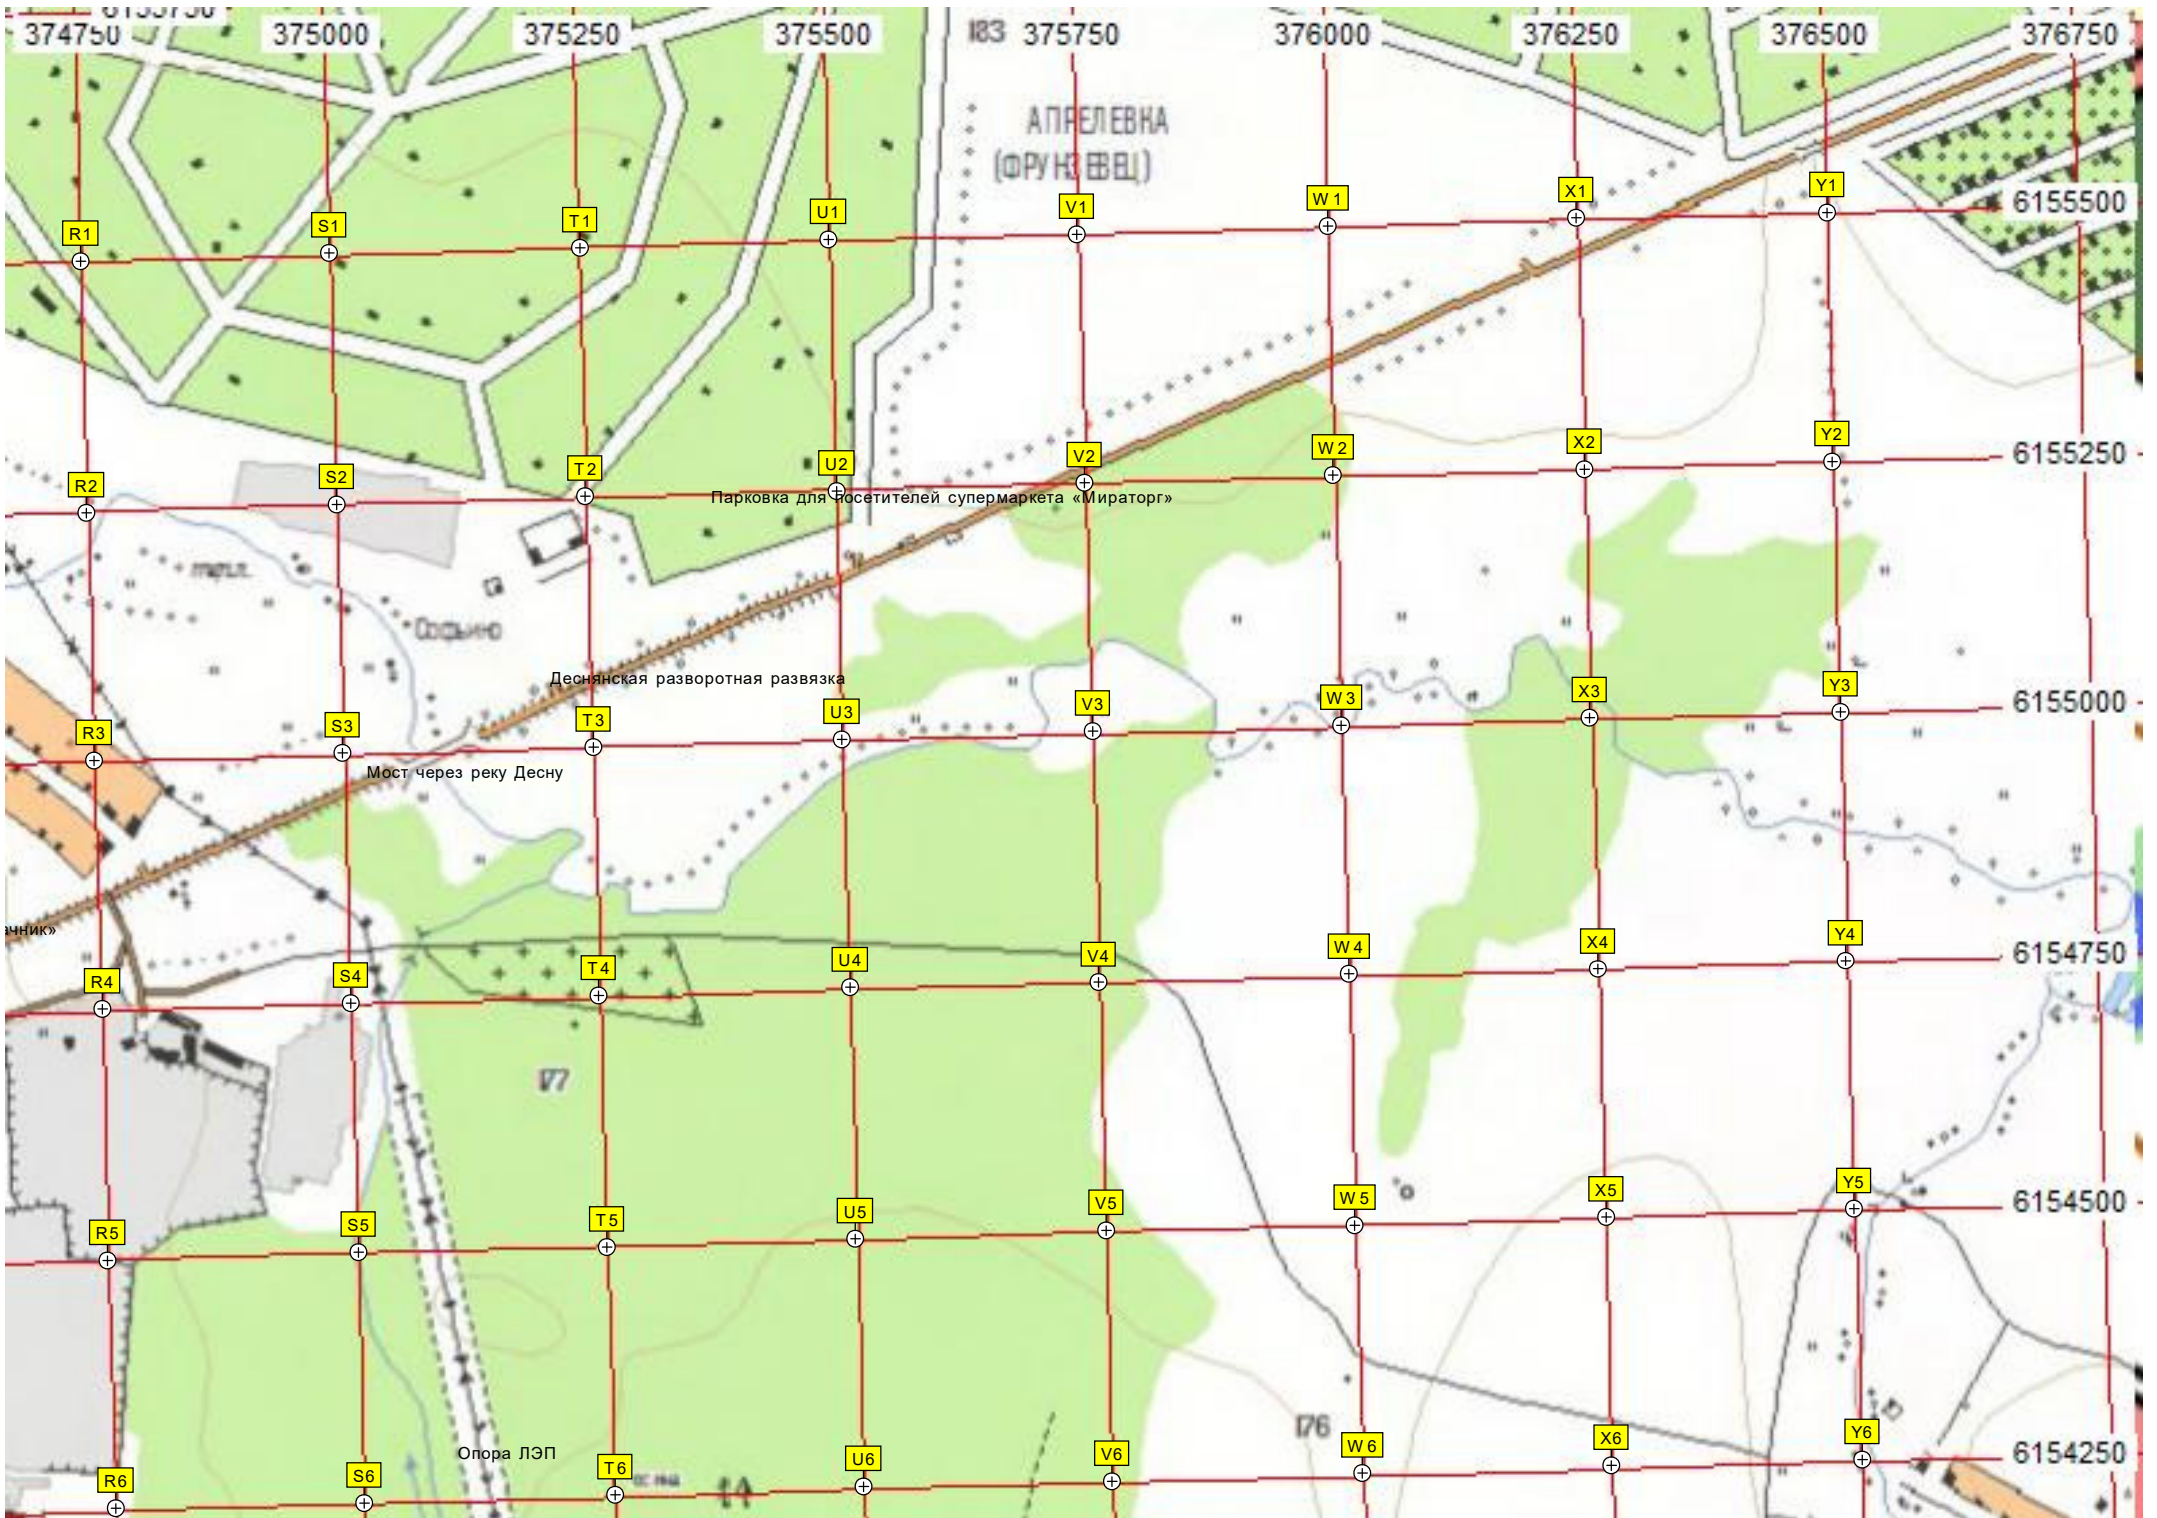 374750 375000 375250 375500 183 375750 376000 376250 376500 376750
АПРЕЛЕВКА
(ФРУНЗЕВЕЦ)
R1 S1 T1 U1 V1 W1 X1 Y1 6155500
R2 S2 T2 U2 V2 W2 X2 Y2 6155250
Парковка для посетителей супермаркета «Мираторг»
Софьино
Деснянская разворотная развязка
R3 S3 T3 U3 V3 W3 X3 Y3 6155000
Мост через реку Десну
R4 S4 T4 U4 V4 W4 X4 Y4 6154750
177
R5 S5 T5 U5 V5 W5 X5 Y5 6154500
176
Опора ЛЭП
R6 S6 T6 U6 V6 W6 X6 Y6 6154250